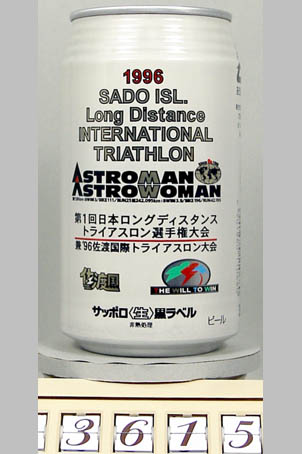 1996
SADO ISL.
Long Distance
INTERNATIONAL
TRIATHLON
ASTROMAN
ASTROWOMAN
第1回日本ロングディスタンス
トライアスロン選手権大会
兼'96佐渡国際トライアスロン大会
THE WILL TO WIN
サッポロ〈生〉黒ラベル
非熱処理
ビール
3 6 1 5